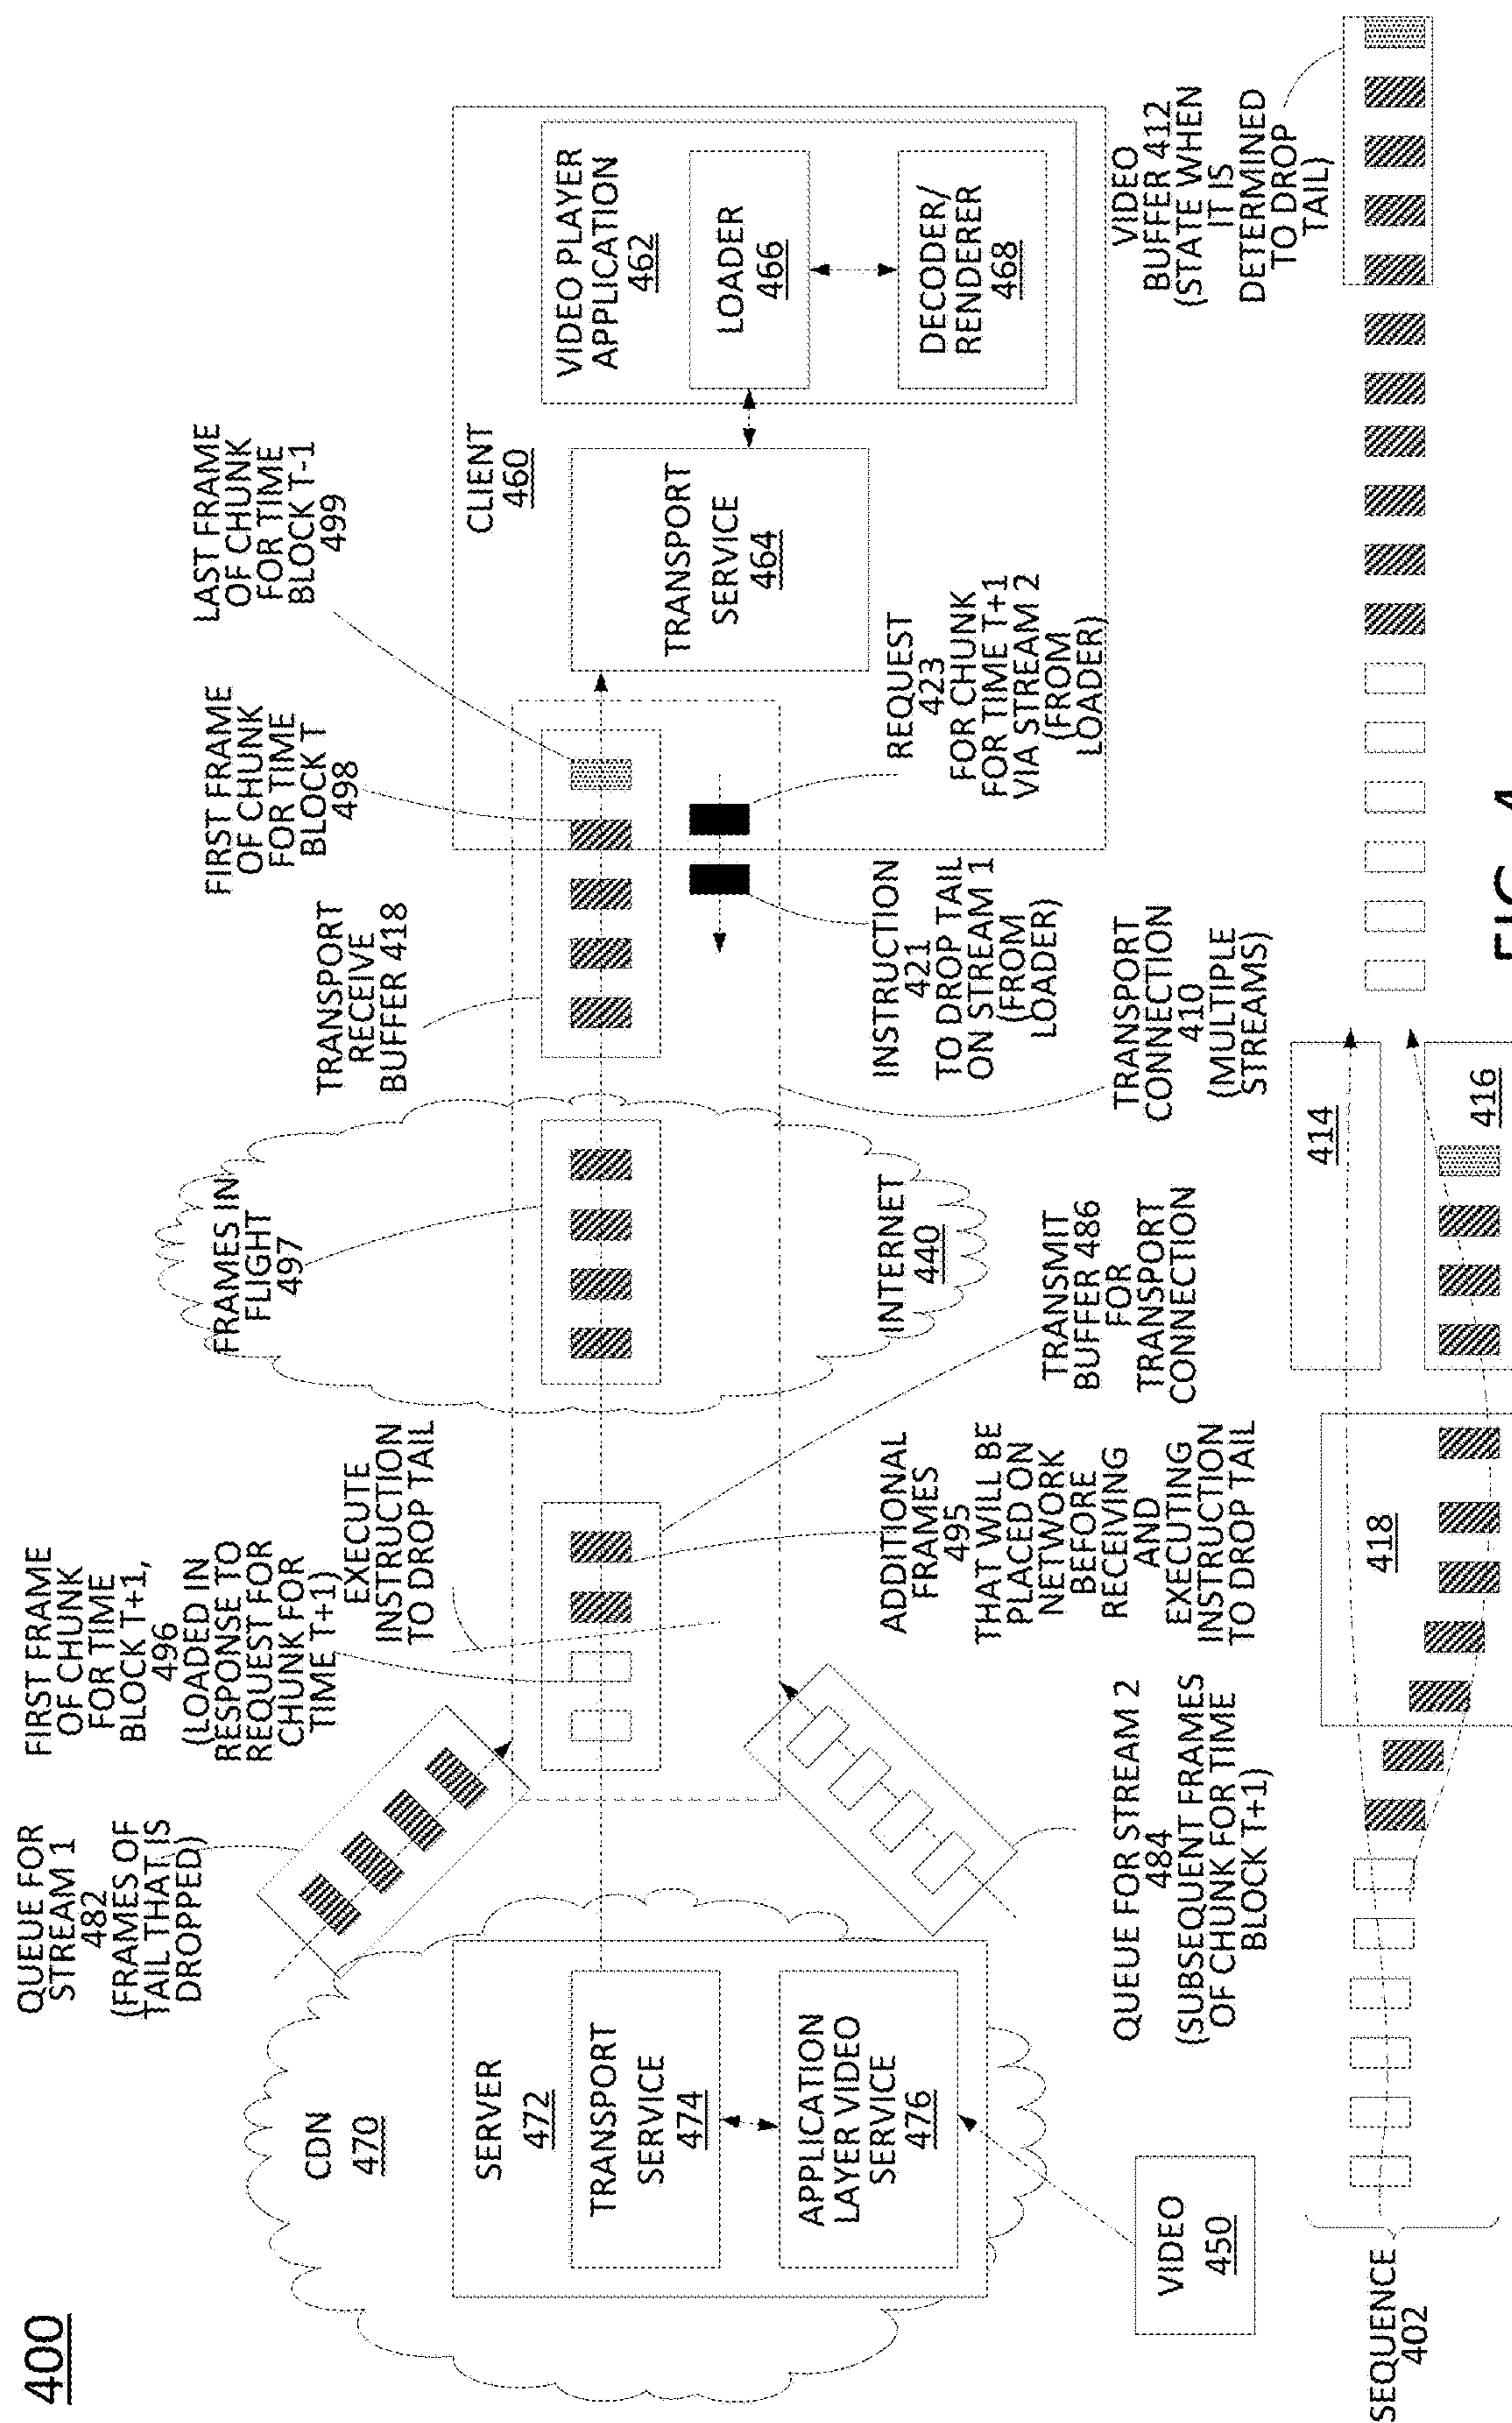 400
QUEUE FOR
STREAM 1
482
(FRAMES OF
TAIL THAT IS
DROPPED)
FIRST FRAME
OF CHUNK
FOR TIME
BLOCK T+1,
496
(LOADED IN
RESPONSE TO
REQUEST FOR
CHUNK FOR
TIME T+1)
EXECUTE
INSTRUCTION
TO DROP TAIL
FRAMES IN
FLIGHT
497
TRANSPORT
RECEIVE
BUFFER 418
FIRST FRAME
OF CHUNK
FOR TIME
BLOCK T
498
LAST FRAME
OF CHUNK
FOR TIME
BLOCK T-1
499
CLIENT
460
VIDEO PLAYER
APPLICATION
462
LOADER
466
DECODER/
RENDERER
468
TRANSPORT
SERVICE
464
CDN
470
SERVER
472
TRANSPORT
SERVICE
474
APPLICATION
LAYER VIDEO
SERVICE
476
VIDEO
450
INTERNET
440
REQUEST
423
FOR CHUNK
FOR TIME T+1
VIA STREAM 2
(FROM
LOADER)
INSTRUCTION
421
TO DROP TAIL
ON STREAM 1
(FROM
LOADER)
TRANSPORT
CONNECTION
410
(MULTIPLE
STREAMS)
TRANSMIT
BUFFER 486
FOR
TRANSPORT
CONNECTION
ADDITIONAL
FRAMES
495
THAT WILL BE
PLACED ON
NETWORK
BEFORE
RECEIVING
AND
EXECUTING
INSTRUCTION
TO DROP TAIL
QUEUE FOR STREAM 2
484
(SUBSEQUENT FRAMES
OF CHUNK FOR TIME
BLOCK T+1)
VIDEO
BUFFER 412
(STATE WHEN
IT IS
DETERMINED
TO DROP
TAIL)
SEQUENCE
402
418
414
416
FIG. 4